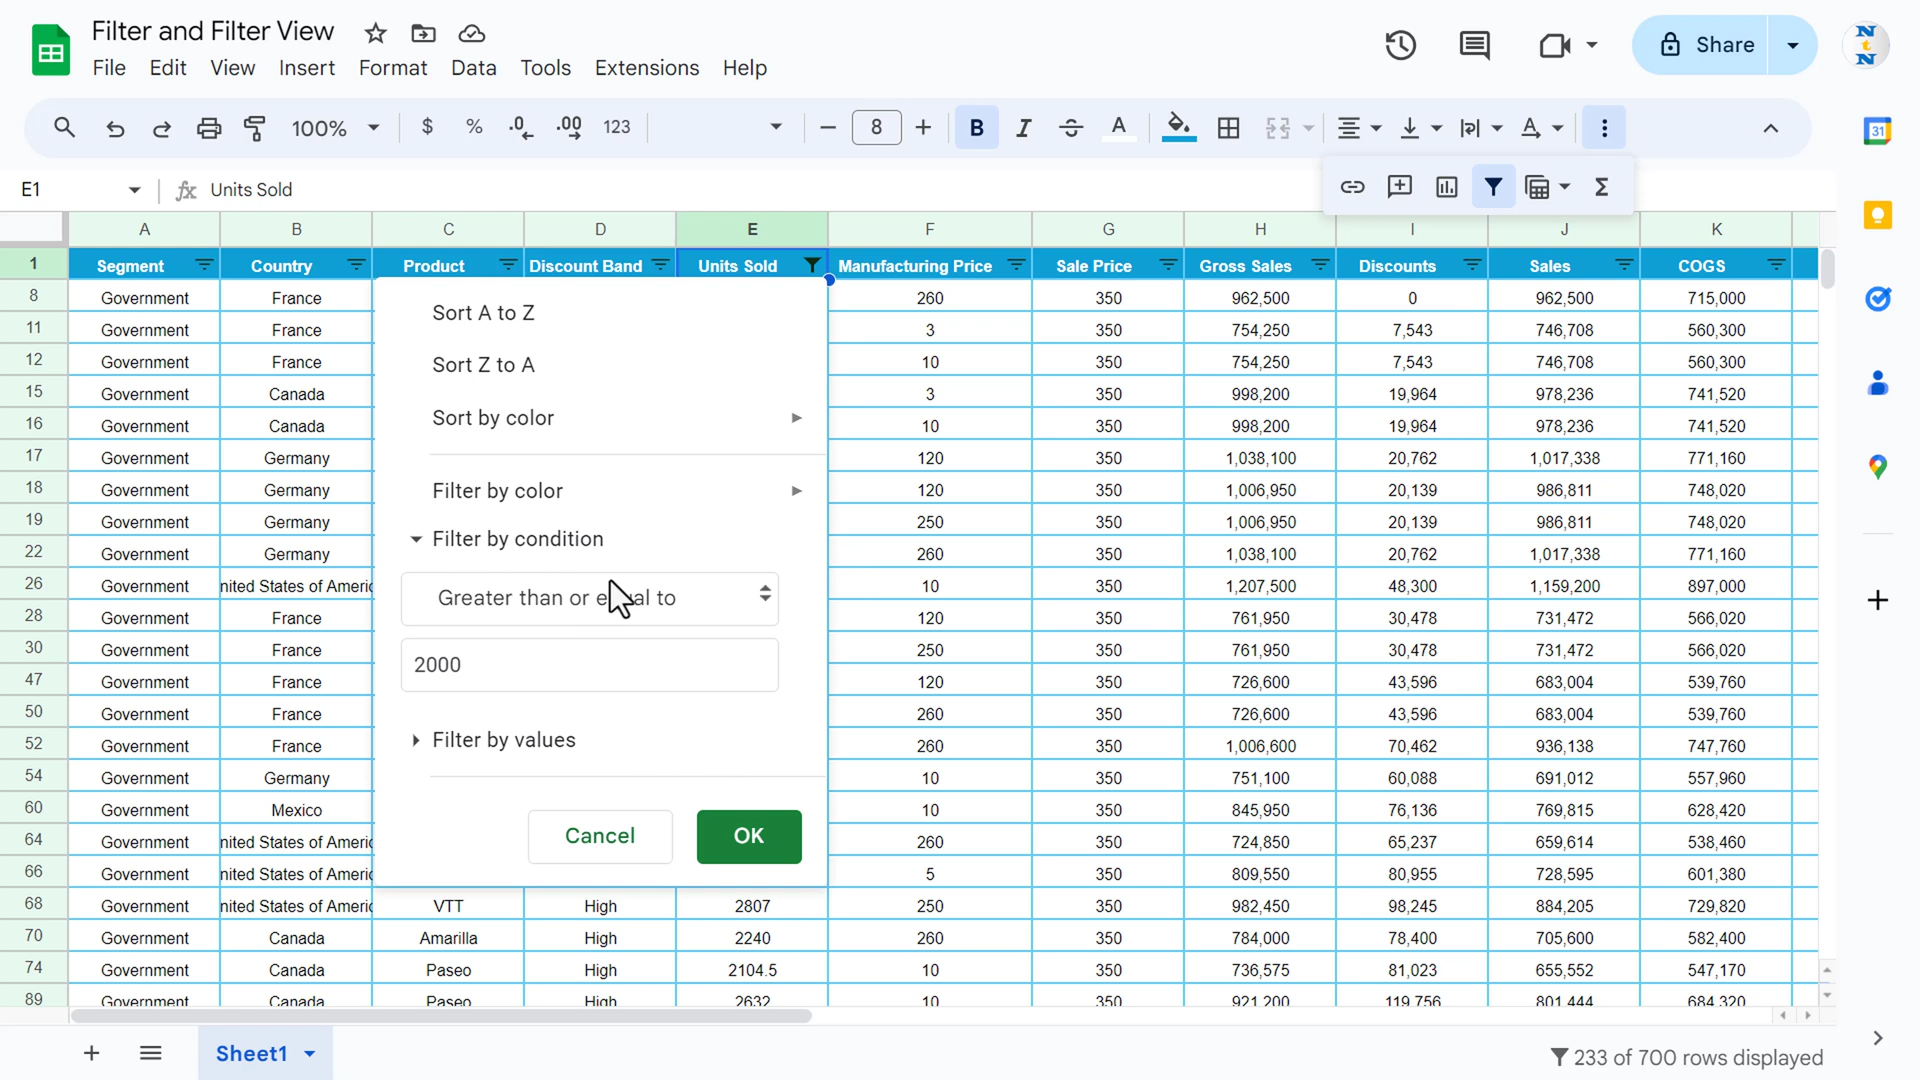 Filter and Filter View
File Edit View Insert Format Data Tools Extensions Help
Share
N
t
N
100% $ % .0 .00 123 8 B I A A
31
E1 fx Units Sold Σ
A B C D E F G H I J K
1 Segment Country Product Discount Band Units Sold Manufacturing Price Sale Price Gross Sales Discounts Sales COGS
8 Government France 260 350 962,500 0 962,500 715,000
11 Government France 3 350 754,250 7,543 746,708 560,300
12 Government France 10 350 754,250 7,543 746,708 560,300
15 Government Canada 3 350 998,200 19,964 978,236 741,520
16 Government Canada 10 350 998,200 19,964 978,236 741,520
17 Government Germany 120 350 1,038,100 20,762 1,017,338 771,160
18 Government Germany 120 350 1,006,950 20,139 986,811 748,020
19 Government Germany 250 350 1,006,950 20,139 986,811 748,020
22 Government Germany 260 350 1,038,100 20,762 1,017,338 771,160
26 Government nited States of Americ 10 350 1,207,500 48,300 1,159,200 897,000
28 Government France 120 350 761,950 30,478 731,472 566,020
30 Government France 250 350 761,950 30,478 731,472 566,020
47 Government France 120 350 726,600 43,596 683,004 539,760
50 Government France 260 350 726,600 43,596 683,004 539,760
52 Government France 260 350 1,006,600 70,462 936,138 747,760
54 Government Germany 10 350 751,100 60,088 691,012 557,960
60 Government Mexico 10 350 845,950 76,136 769,815 628,420
64 Government nited States of Americ 260 350 724,850 65,237 659,614 538,460
66 Government nited States of Americ 5 350 809,550 80,955 728,595 601,380
68 Government nited States of Americ VTT High 2807 250 350 982,450 98,245 884,205 729,820
70 Government Canada Amarilla High 2240 260 350 784,000 78,400 705,600 582,400
74 Government Canada Paseo High 2104.5 10 350 736,575 81,023 655,552 547,170
89 Government Canada Paseo High 2632 10 350 921,200 119,756 801,444 684,320
Sort A to Z
Sort Z to A
Sort by color
Filter by color
Filter by condition
Greater than or equal to
2000
Filter by values
Cancel OK
Sheet1
233 of 700 rows displayed